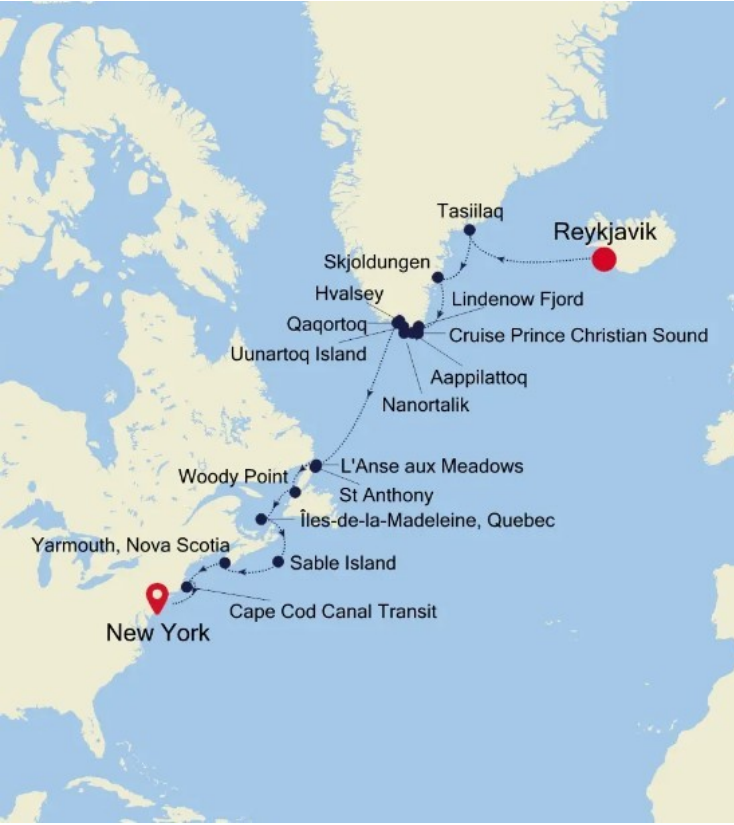 Tasiilaq
Reykjavik
Skjoldungen
Hvalsey
Lindenow Fjord
Qaqortoq
Cruise Prince Christian Sound
Uunartoq Island
Aappilattoq
Nanortalik
L'Anse aux Meadows
Woody Point
St Anthony
Îles-de-la-Madeleine, Quebec
Yarmouth, Nova Scotia
Sable Island
Cape Cod Canal Transit
New York